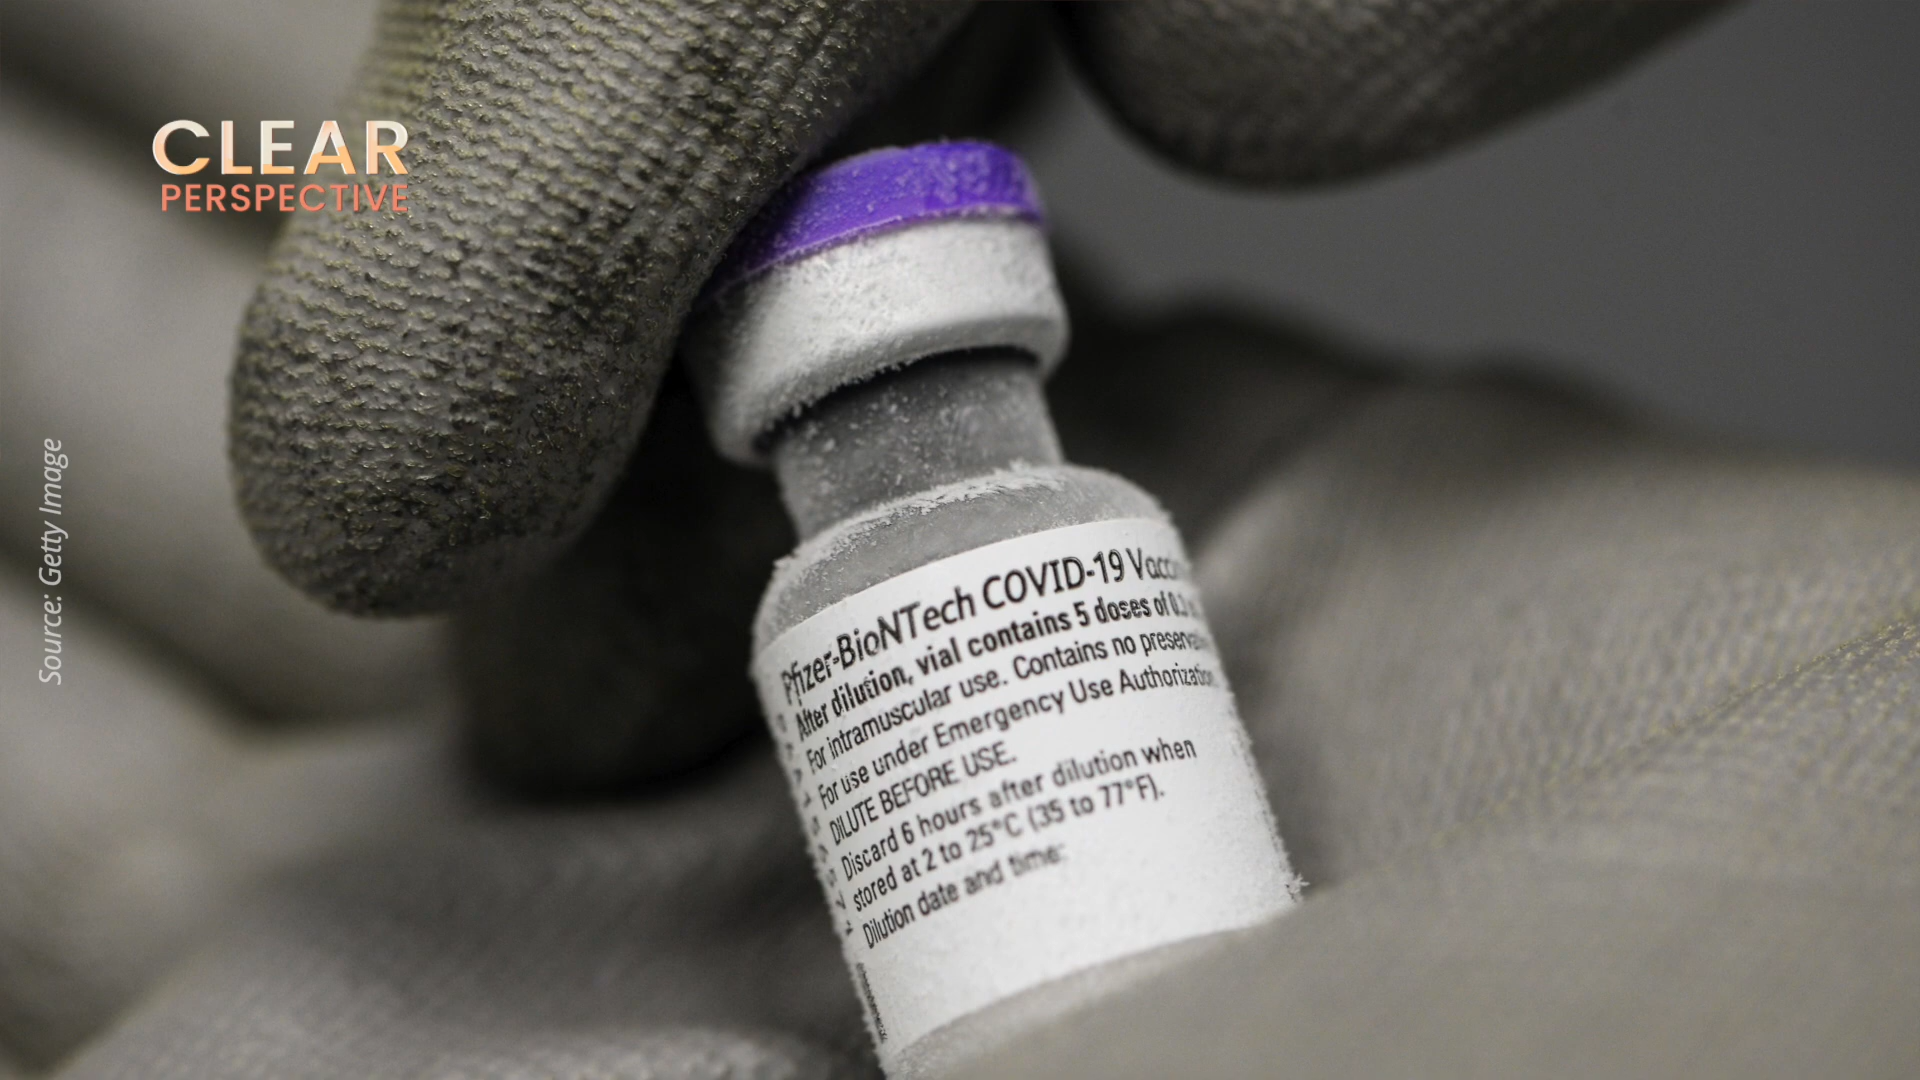 CLEAR
PERSPECTIVE
Source: Getty Image
Pfizer-BioNTech COVID-19
After dilution, vial contains 5 doses of
For intramuscular use. Contains no
For use under Emergency Use
DILUTE BEFORE USE.
Discard 6 hours after dilution when
stored at 2 to 25°C (35 to 77°F).
Dilution date and time: